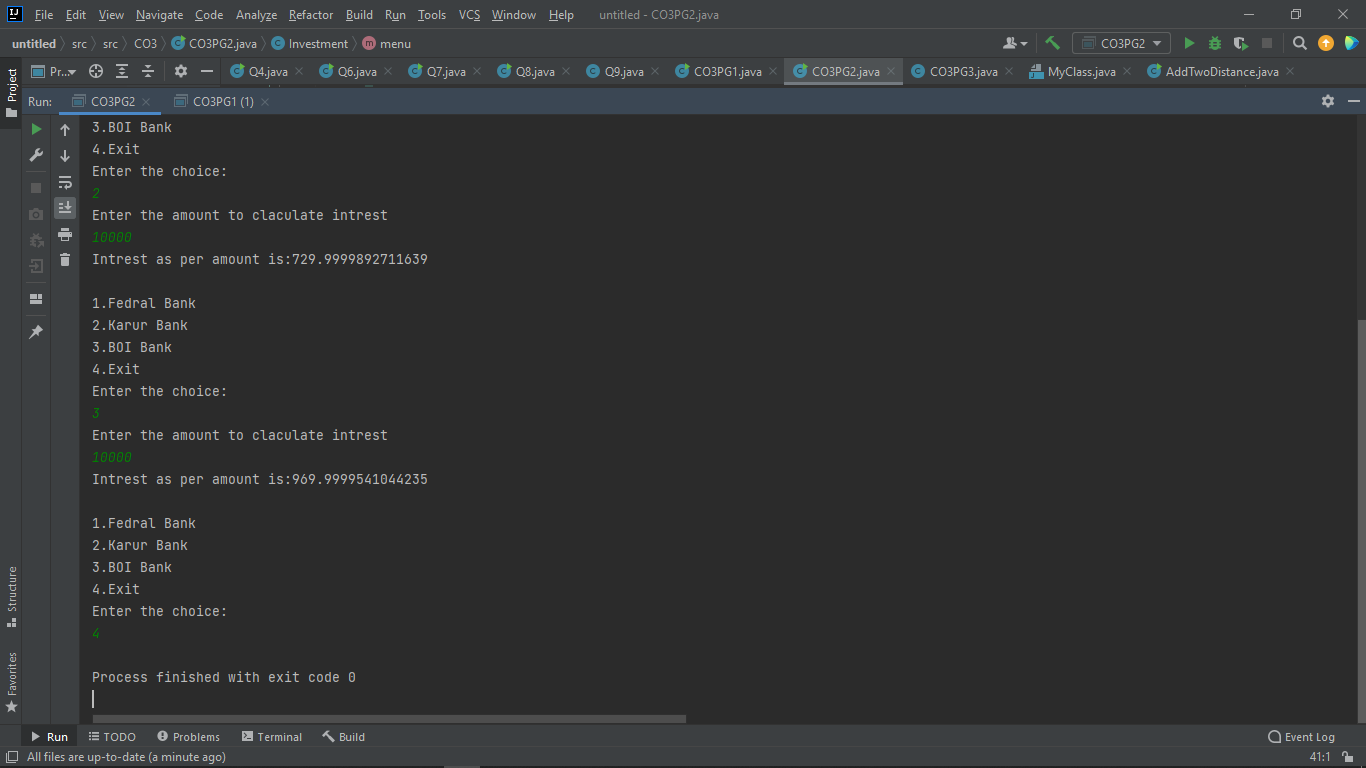 File Edit View Navigate Code Analyze Refactor Build Run Tools VCS Window Help untitled - CO3PG2.java
untitled src src CO3 CO3PG2.java Investment menu CO3PG2
Pr... Q4.java Q6.java Q7.java Q8.java Q9.java CO3PG1.java CO3PG2.java CO3PG3.java MyClass.java AddTwoDistance.java
Project
Run: CO3PG2 CO3PG1 (1)
3.BOI Bank
4.Exit
Enter the choice:
2
Enter the amount to claculate intrest
10000
Intrest as per amount is:729.9999892711639
1.Fedral Bank
2.Karur Bank
3.BOI Bank
4.Exit
Enter the choice:
3
Enter the amount to claculate intrest
10000
Intrest as per amount is:969.9999541044235
1.Fedral Bank
2.Karur Bank
3.BOI Bank
4.Exit
Enter the choice:
4
Process finished with exit code 0
Structure
Favorites
Run TODO Problems Terminal Build Event Log
All files are up-to-date (a minute ago) 41:1